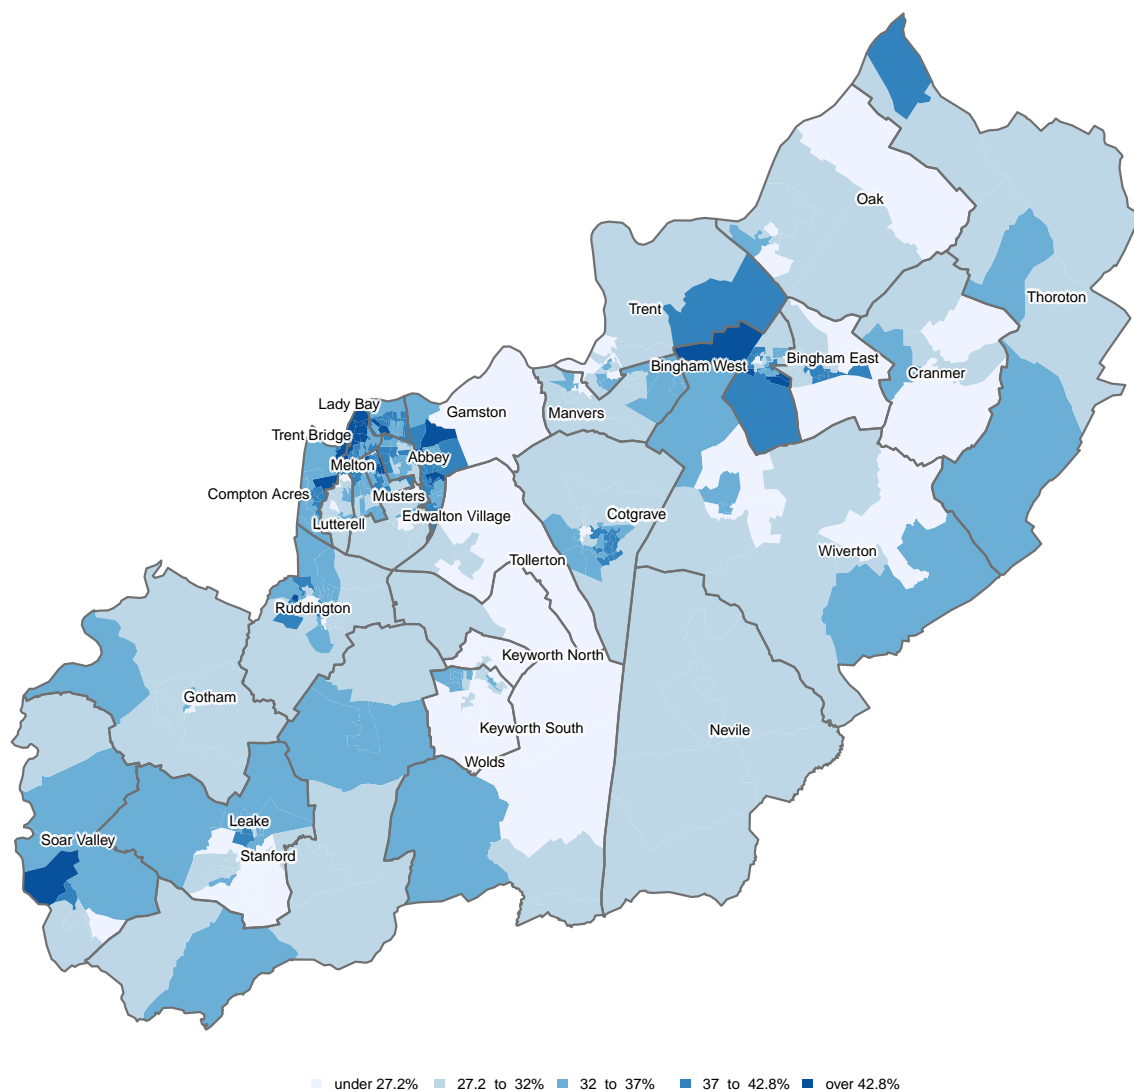 Oak
Thoroton
Trent
Bingham West
Bingham East
Cranmer
Lady Bay
Gamston
Manvers
Trent Bridge
Melton
Abbey
Compton Acres
Musters
Lutterell
Edwalton Village
Cotgrave
Tollerton
Wiverton
Ruddington
Keyworth North
Gotham
Keyworth South
Nevile
Wolds
Leake
Soar Valley
Stanford
under 27.2% 27.2 to 32% 32 to 37% 37 to 42.8% over 42.8%